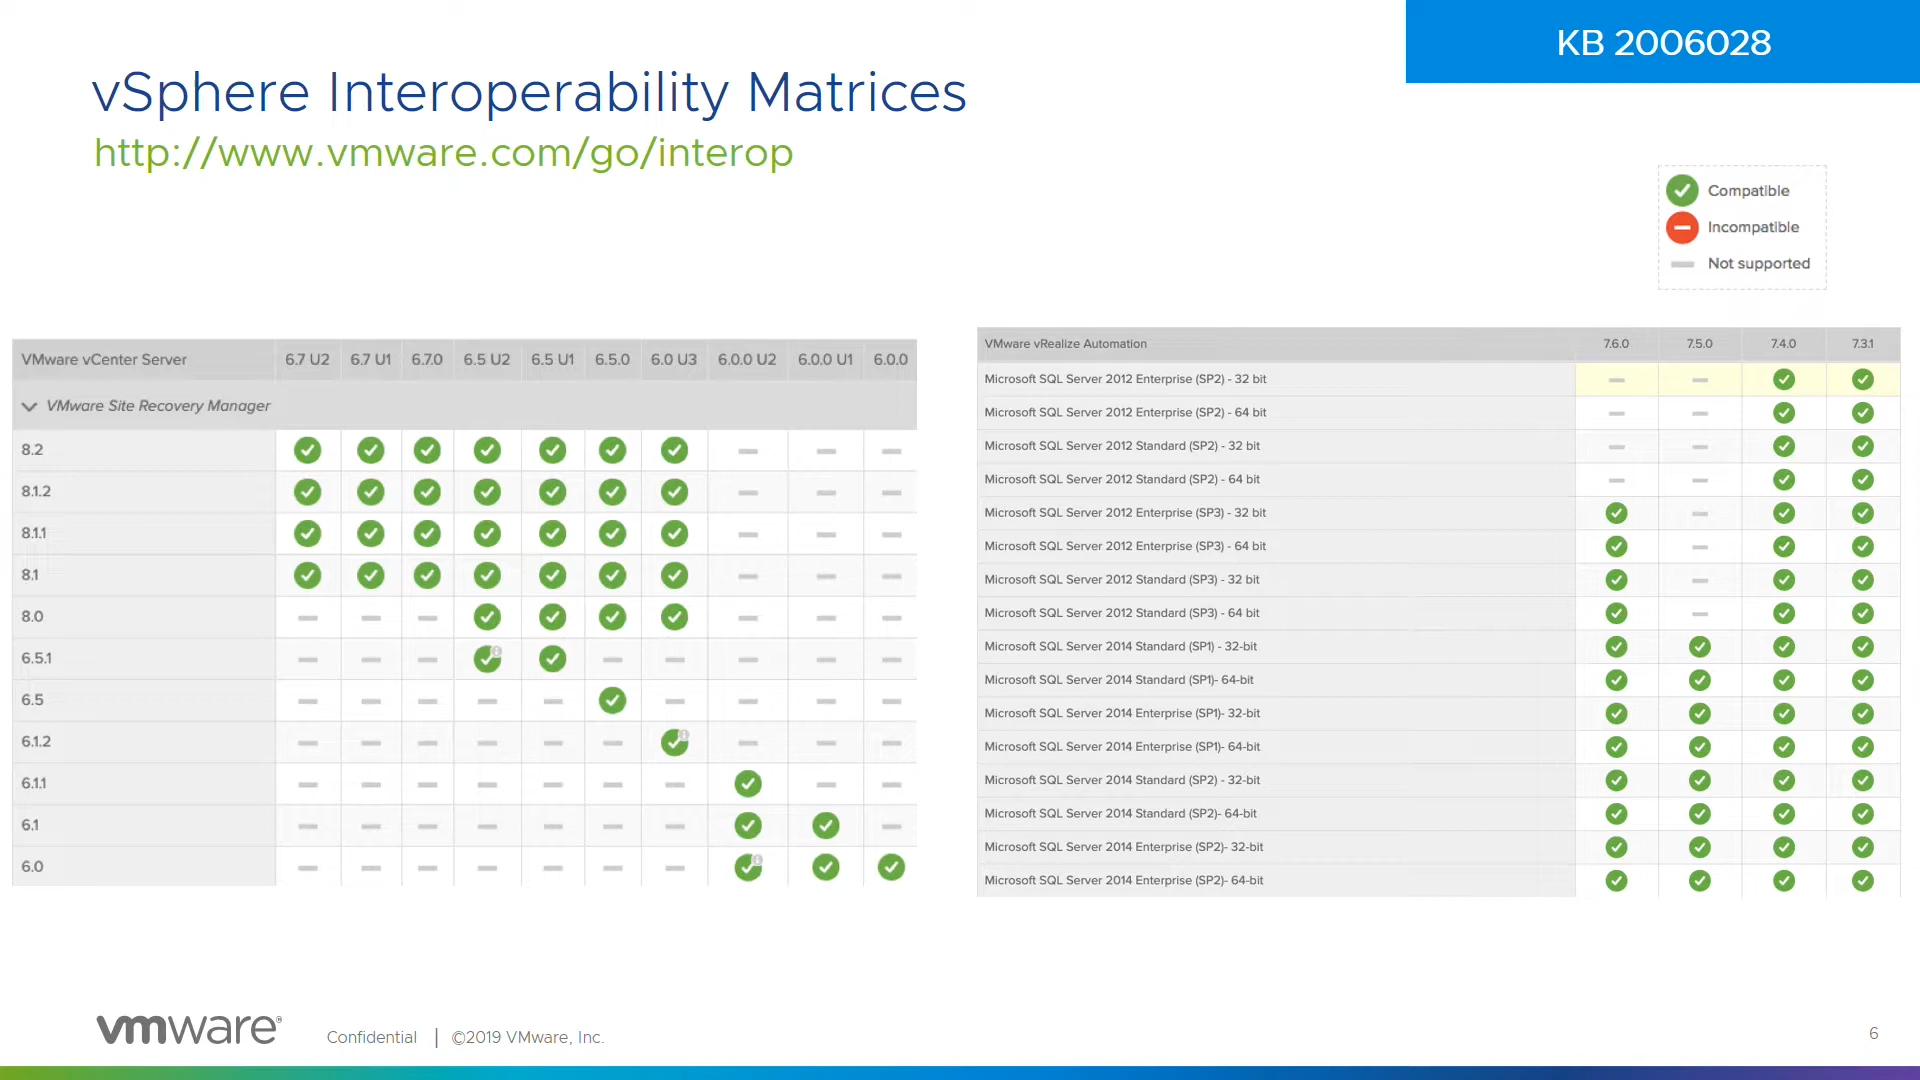 KB 2006028
vSphere Interoperability Matrices
http://www.vmware.com/go/interop
Compatible
Incompatible
Not supported
VMware vCenter Server 6.7 U2 6.7 U1 6.7.0 6.5 U2 6.5 U1 6.5.0 6.0 U3 6.0.0 U2 6.0.0 U1 6.0.0
VMware Site Recovery Manager
8.2
8.1.2
8.1.1
8.1
8.0
6.5.1
6.5
6.1.2
6.1.1
6.1
6.0
VMware vRealize Automation 7.6.0 7.5.0 7.4.0 7.3.1
Microsoft SQL Server 2012 Enterprise (SP2) - 32 bit
Microsoft SQL Server 2012 Enterprise (SP2) - 64 bit
Microsoft SQL Server 2012 Standard (SP2) - 32 bit
Microsoft SQL Server 2012 Standard (SP2) - 64 bit
Microsoft SQL Server 2012 Enterprise (SP3) - 32 bit
Microsoft SQL Server 2012 Enterprise (SP3) - 64 bit
Microsoft SQL Server 2012 Standard (SP3) - 32 bit
Microsoft SQL Server 2012 Standard (SP3) - 64 bit
Microsoft SQL Server 2014 Standard (SP1) - 32-bit
Microsoft SQL Server 2014 Standard (SP1)- 64-bit
Microsoft SQL Server 2014 Enterprise (SP1)- 32-bit
Microsoft SQL Server 2014 Enterprise (SP1)- 64-bit
Microsoft SQL Server 2014 Standard (SP2) - 32-bit
Microsoft SQL Server 2014 Standard (SP2)- 64-bit
Microsoft SQL Server 2014 Enterprise (SP2)- 32-bit
Microsoft SQL Server 2014 Enterprise (SP2)- 64-bit
vmware® Confidential | ©2019 VMware, Inc. 6